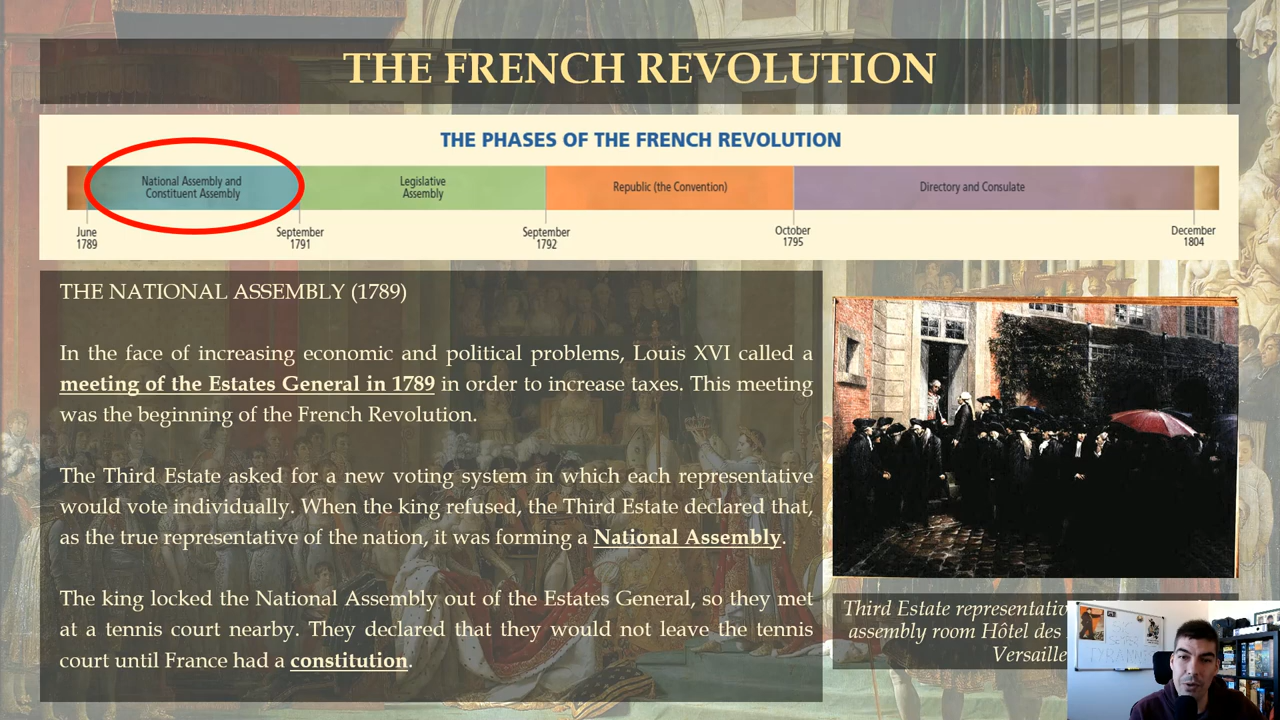 THE FRENCH REVOLUTION
THE PHASES OF THE FRENCH REVOLUTION
National Assembly and
Constituent Assembly
Legislative
Assembly
Republic (the Convention)
Directory and Consulate
June
1789
September
1791
September
1792
October
1795
December
1804
THE NATIONAL ASSEMBLY (1789)
In the face of increasing economic and political problems, Louis XVI called a
meeting of the Estates General in 1789 in order to increase taxes. This meeting
was the beginning of the French Revolution.
The Third Estate asked for a new voting system in which each representative
would vote individually. When the king refused, the Third Estate declared that,
as the true representative of the nation, it was forming a National Assembly.
The king locked the National Assembly out of the Estates General, so they met
at a tennis court nearby. They declared that they would not leave the tennis
court until France had a constitution.
Third Estate
assembly room Hôtel des